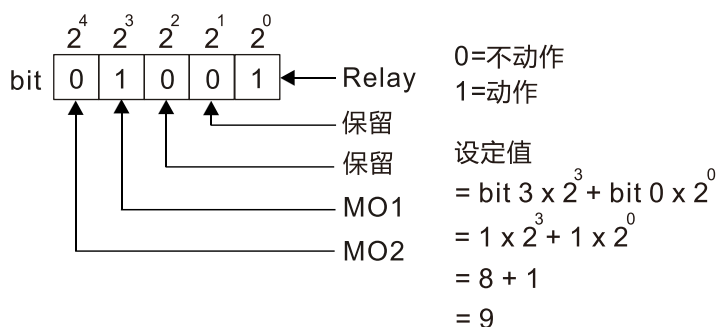 2⁴ 2³ 2² 2¹ 2⁰
bit 0 1 0 0 1 Relay
保留
保留
MO1
MO2
0=不动作
1=动作
设定值
= bit 3 x 2³ + bit 0 x 2⁰
= 1 x 2³ + 1 x 2⁰
= 8 + 1
= 9